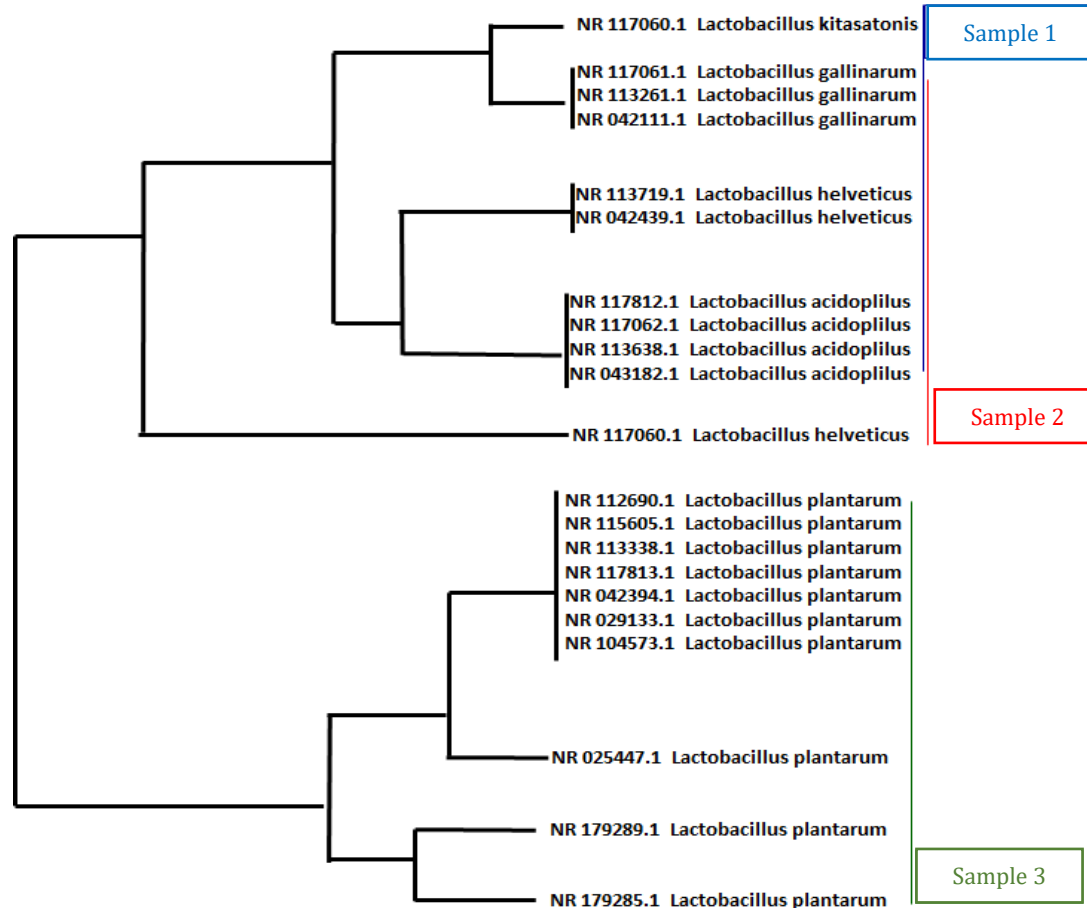 NR 117060.1 Lactobacillus kitasatonis
Sample 1
NR 117061.1 Lactobacillus gallinarum
NR 113261.1 Lactobacillus gallinarum
NR 042111.1 Lactobacillus gallinarum
NR 113719.1 Lactobacillus helveticus
NR 042439.1 Lactobacillus helveticus
NR 117812.1 Lactobacillus acidoplilus
NR 117062.1 Lactobacillus acidoplilus
NR 113638.1 Lactobacillus acidoplilus
NR 043182.1 Lactobacillus acidoplilus
Sample 2
NR 117060.1 Lactobacillus helveticus
NR 112690.1 Lactobacillus plantarum
NR 115605.1 Lactobacillus plantarum
NR 113338.1 Lactobacillus plantarum
NR 117813.1 Lactobacillus plantarum
NR 042394.1 Lactobacillus plantarum
NR 029133.1 Lactobacillus plantarum
NR 104573.1 Lactobacillus plantarum
NR 025447.1 Lactobacillus plantarum
NR 179289.1 Lactobacillus plantarum
Sample 3
NR 179285.1 Lactobacillus plantarum